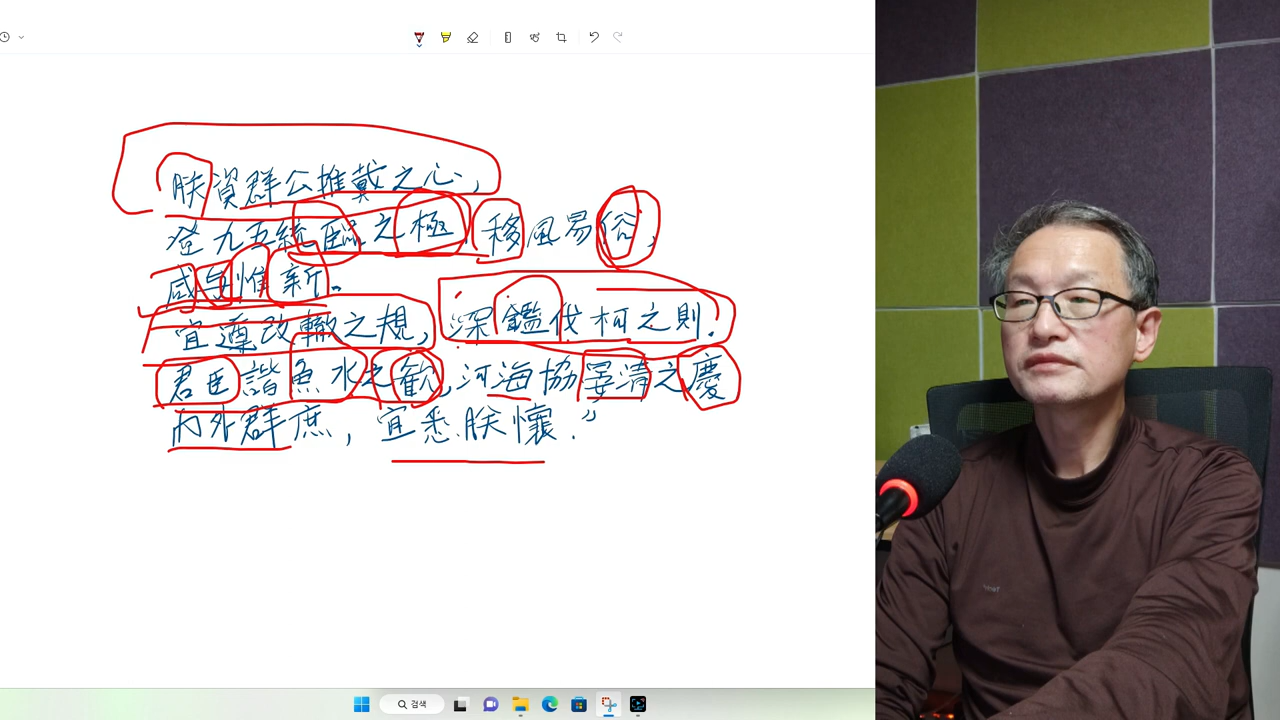 朕資群公推戴之心,
登九五統臨之極, 移風易俗,
咸与惟新。
宜遵改轍之規, 深鑑伐柯之則.
君臣諧魚水之歡, 河海協晏清之慶
內外群庶, 宜悉朕懷.”
검색